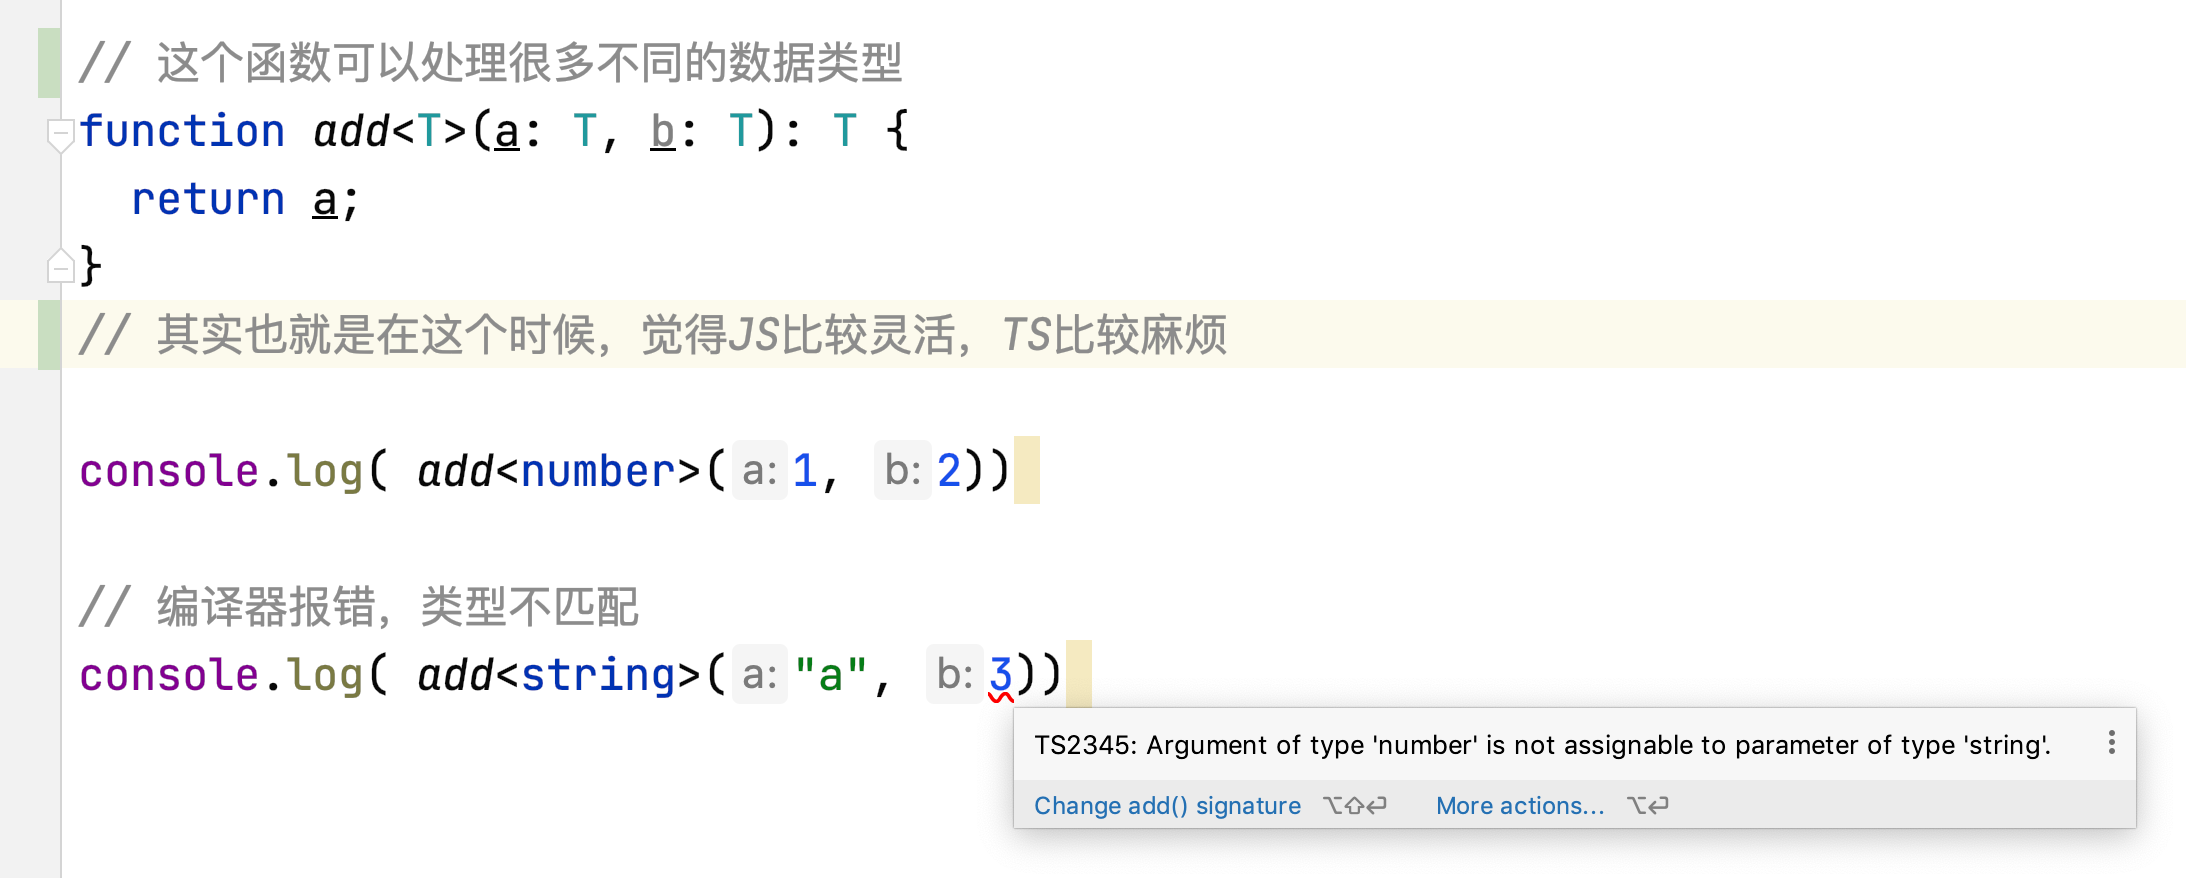 // 这个函数可以处理很多不同的数据类型
function add<T>(a: T, b: T): T {
  return a;
}
// 其实也就是在这个时候，觉得JS比较灵活，TS比较麻烦
console.log( add<number>(a: 1, b: 2))
// 编译器报错，类型不匹配
console.log( add<string>(a: "a", b: 3))
TS2345: Argument of type 'number' is not assignable to parameter of type 'string'.
Change add() signature ⌥⇧⏎ More actions... ⌥⏎